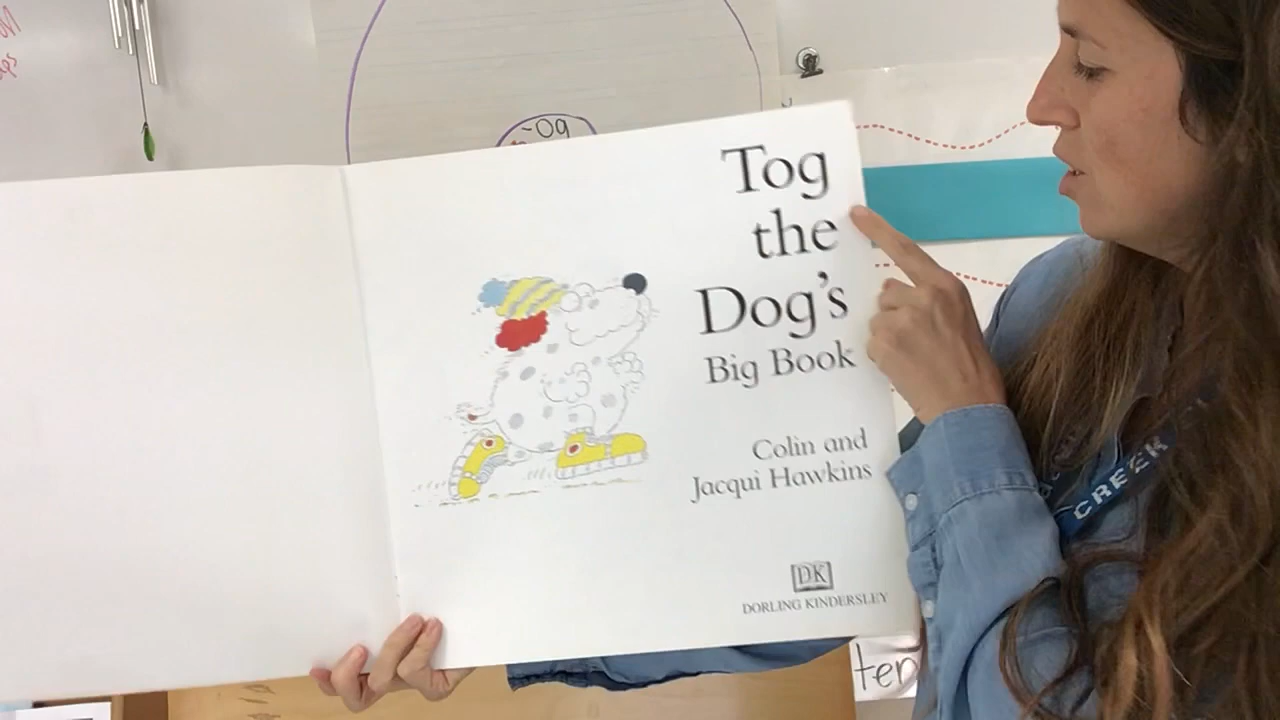 -og
Tog
the
Dog's
Big Book
Colin and
Jacqui Hawkins
DK
DORLING KINDERSLEY
CREEK
ten